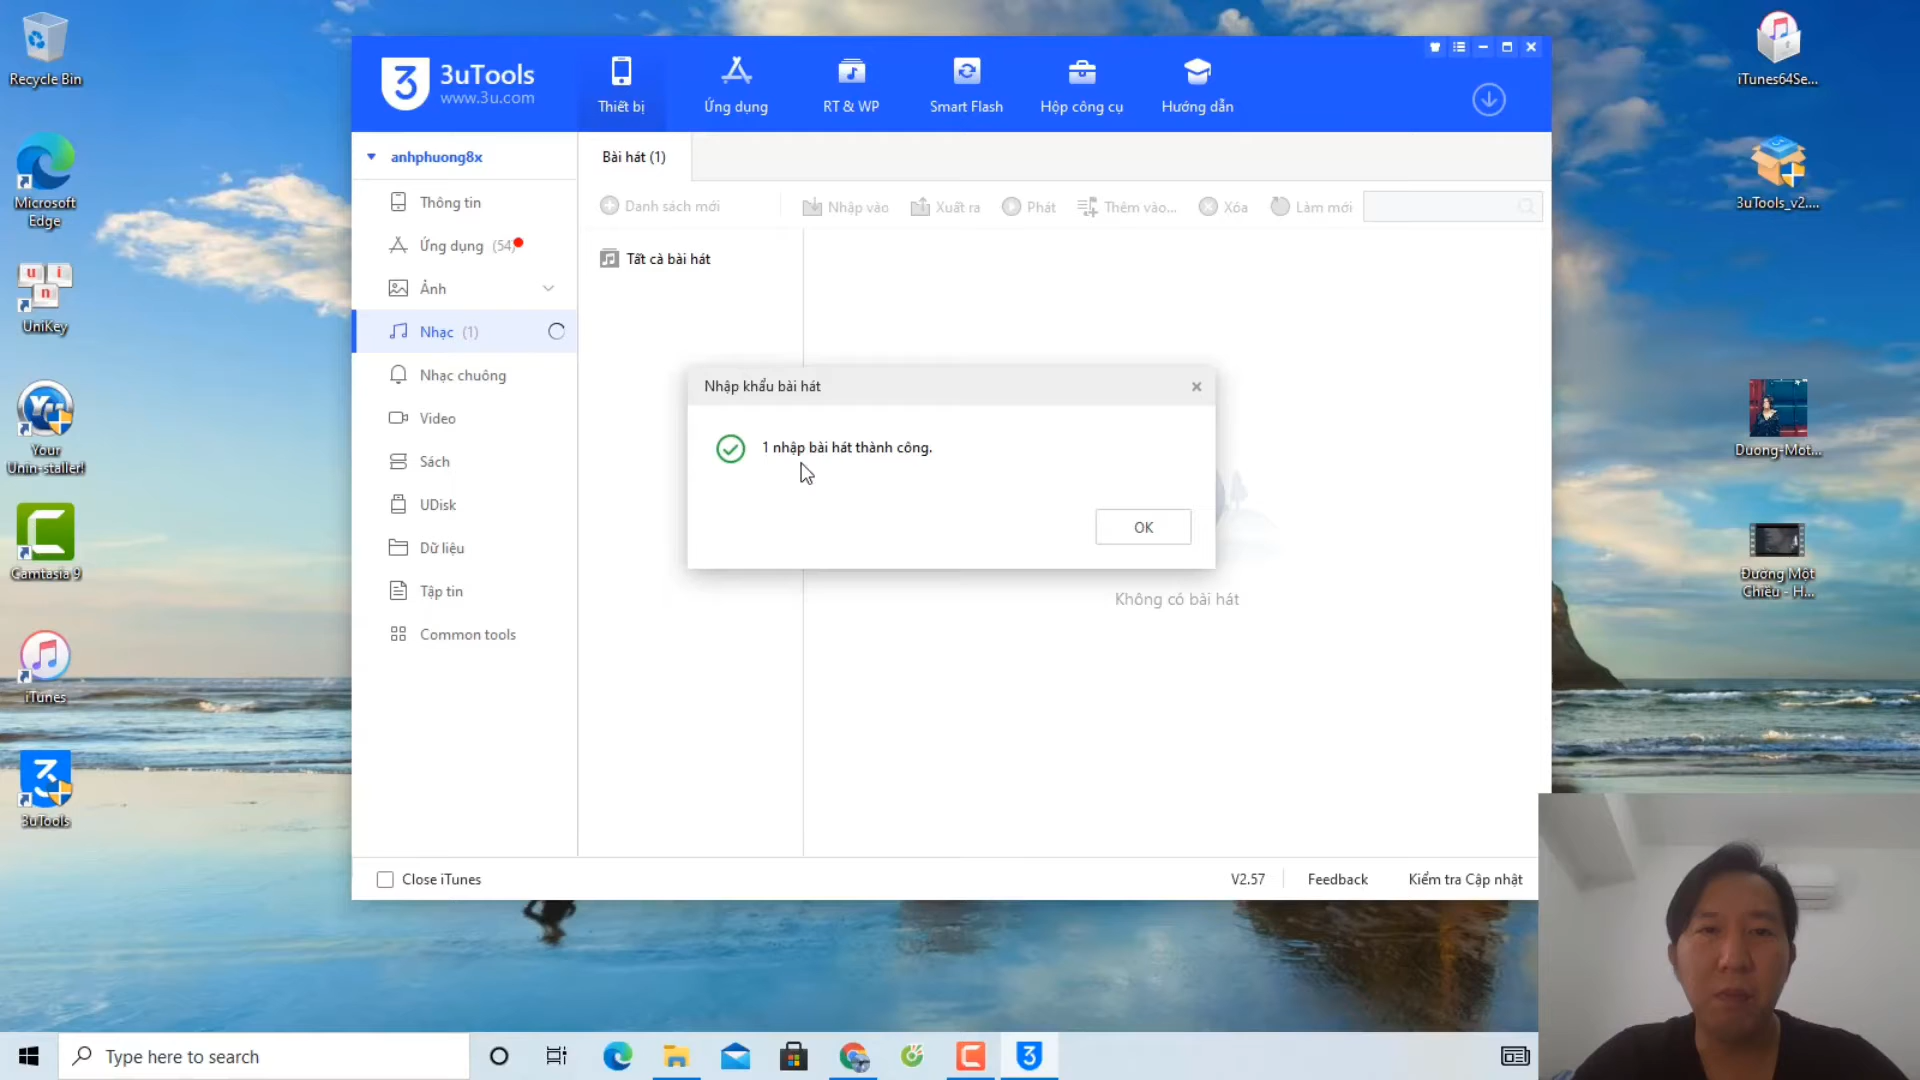 Recycle Bin
Microsoft
Edge
u i
n
UniKey
Your
Unin-staller!
Camtasia 9
iTunes
3uTools
3uTools
www.3u.com
Thiết bị
Ứng dụng
RT & WP
Smart Flash
Hộp công cụ
Hướng dẫn
anhphuong8x
Thông tin
Ứng dụng (54)
Ảnh
Nhạc (1)
Nhạc chuông
Video
Sách
UDisk
Dữ liệu
Tập tin
Common tools
Bài hát (1)
Danh sách mới
Nhập vào
Xuất ra
Phát
Thêm vào...
Xóa
Làm mới
Tất cả bài hát
Nhập khẩu bài hát
1 nhập bài hát thành công.
OK
Không có bài hát
Close iTunes
V2.57
Feedback
Kiểm tra Cập nhật
iTunes64Se...
3uTools_v2....
Duong-Mot...
Đường Một
Chiều - H...
Type here to search